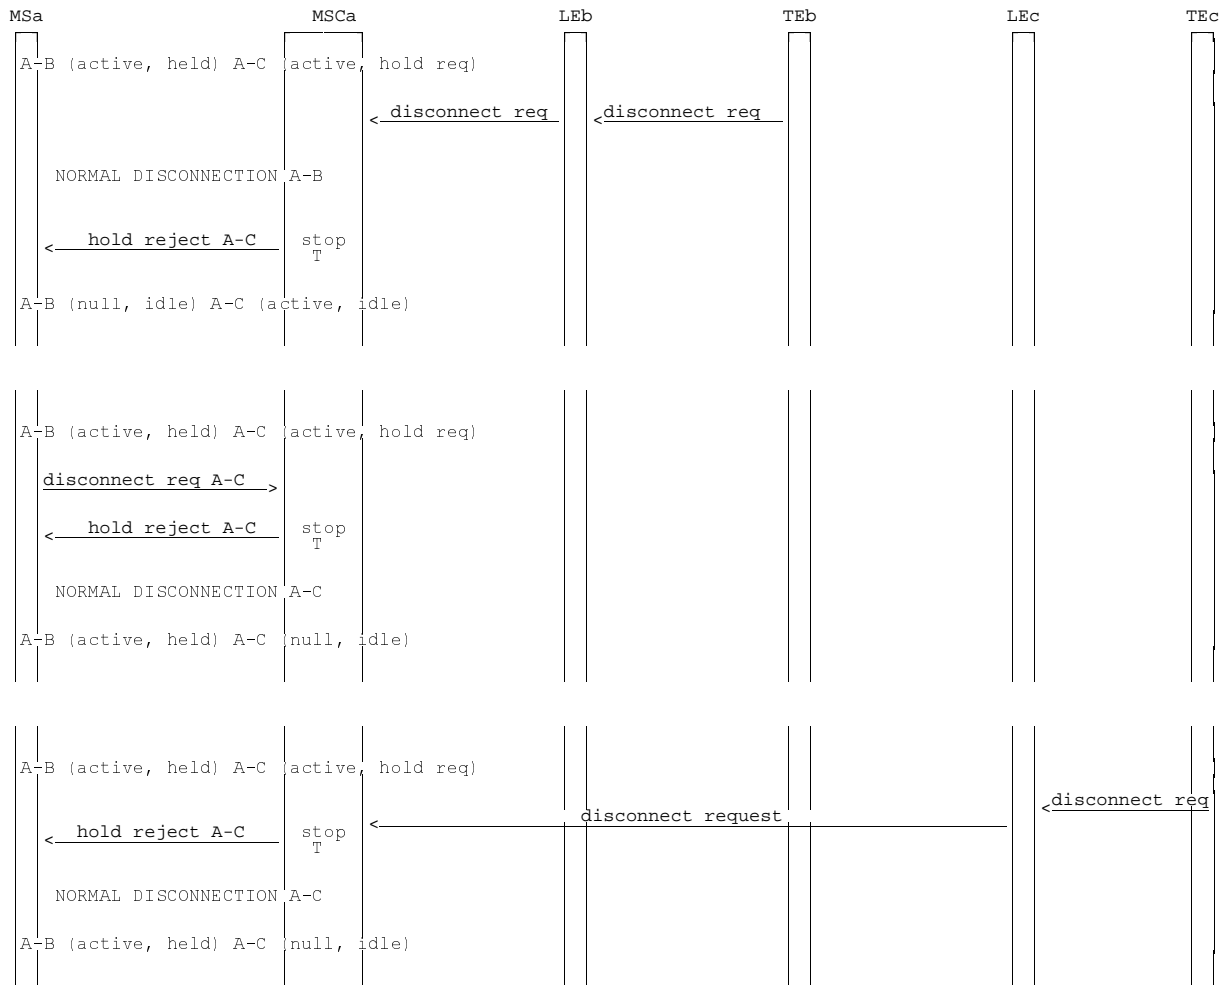 MSa MSCa LEb TEb LEc TEc
A-B (active, held) A-C (active, hold req)
disconnect req disconnect req
NORMAL DISCONNECTION A-B
hold reject A-C stop
T
A-B (null, idle) A-C (active, idle)
A-B (active, held) A-C (active, hold req)
disconnect req A-C
hold reject A-C stop
T
NORMAL DISCONNECTION A-C
A-B (active, held) A-C (null, idle)
A-B (active, held) A-C (active, hold req)
disconnect req
disconnect request
hold reject A-C stop
T
NORMAL DISCONNECTION A-C
A-B (active, held) A-C (null, idle)